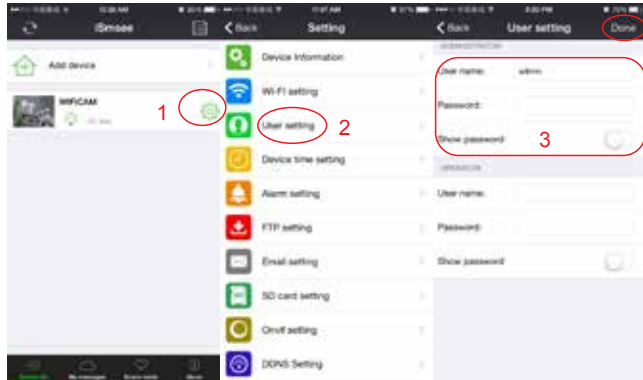 iSmsee
Add device
WIFICAM
1
Back
Setting
Device Information
Wi-Fi setting
User setting
2
Device time setting
Alarm setting
FTP setting
Email setting
SD card setting
Onvif setting
DDNS Setting
Back
User setting
Done
User name:
admin
Password:
Show password
3
User name:
Password:
Show password